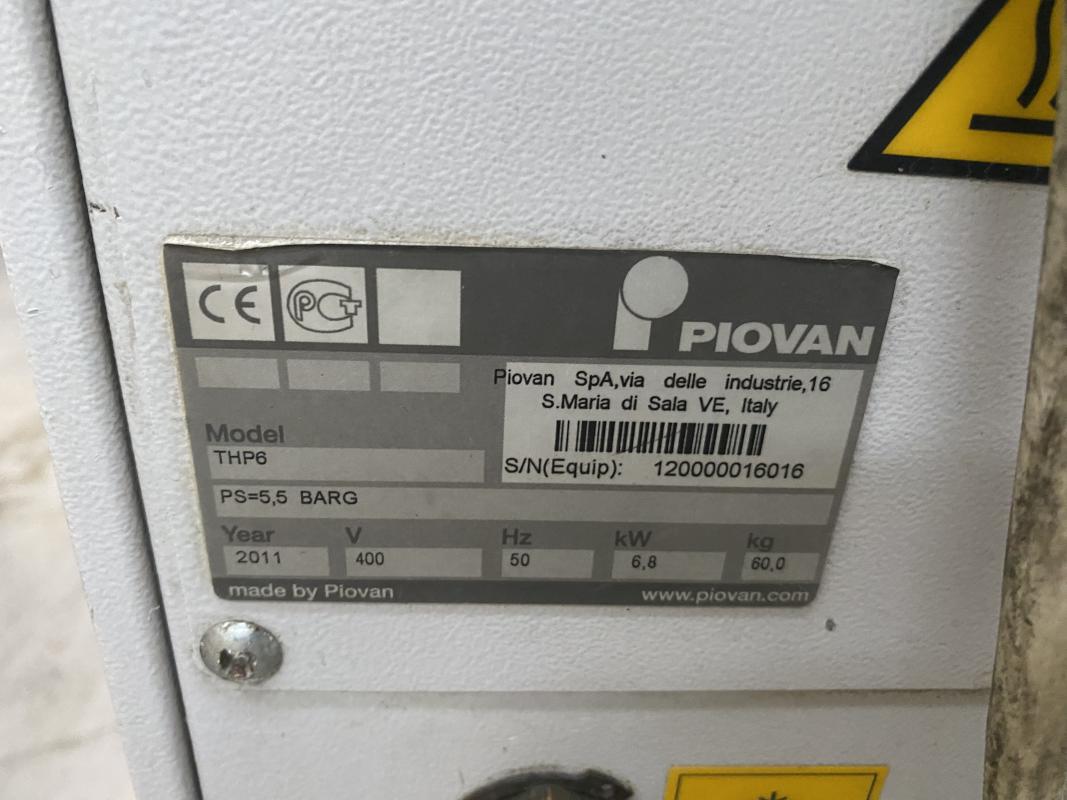 CE PCT
PIOVAN
Piovan SpA,via delle industrie,16
S.Maria di Sala VE, Italy
S/N(Equip): 120000016016
Model
THP6
PS=5,5 BARG
Year V Hz kW kg
2011 400 50 6,8 60,0
made by Piovan www.piovan.com